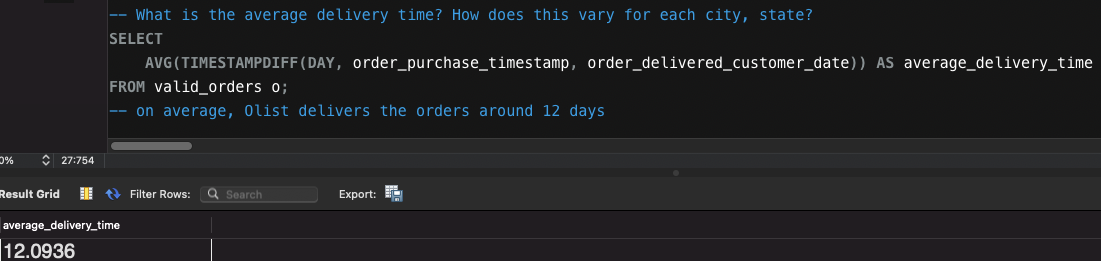 -- What is the average delivery time? How does this vary for each city, state?
SELECT
AVG(TIMESTAMPDIFF(DAY, order_purchase_timestamp, order_delivered_customer_date)) AS average_delivery_time
FROM valid_orders o;
-- on average, Olist delivers the orders around 12 days
0% 27:754
Result Grid Filter Rows: Search Export:
average_delivery_time
12.0936